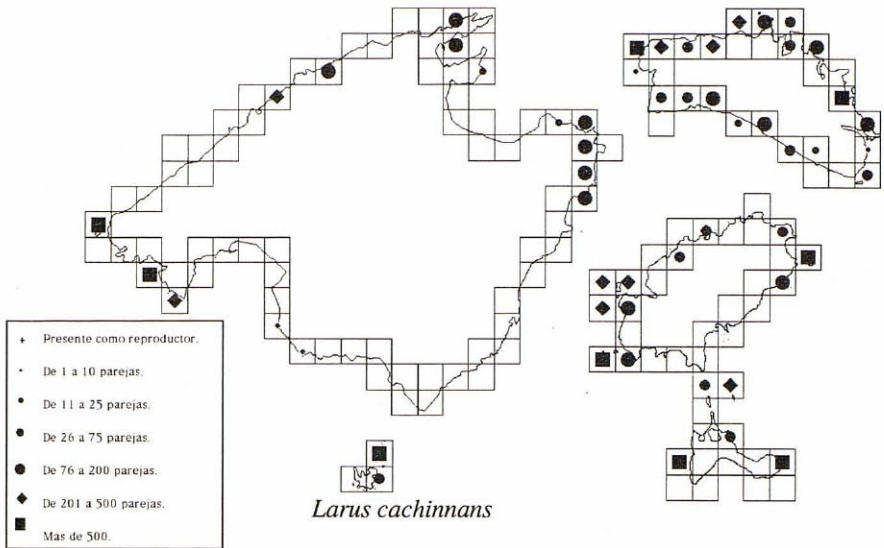 Presente como reproductor.
De 1 a 10 parejas.
De 11 a 25 parejas.
De 26 a 75 parejas.
De 76 a 200 parejas.
De 201 a 500 parejas.
Mas de 500.
Larus cachinnans